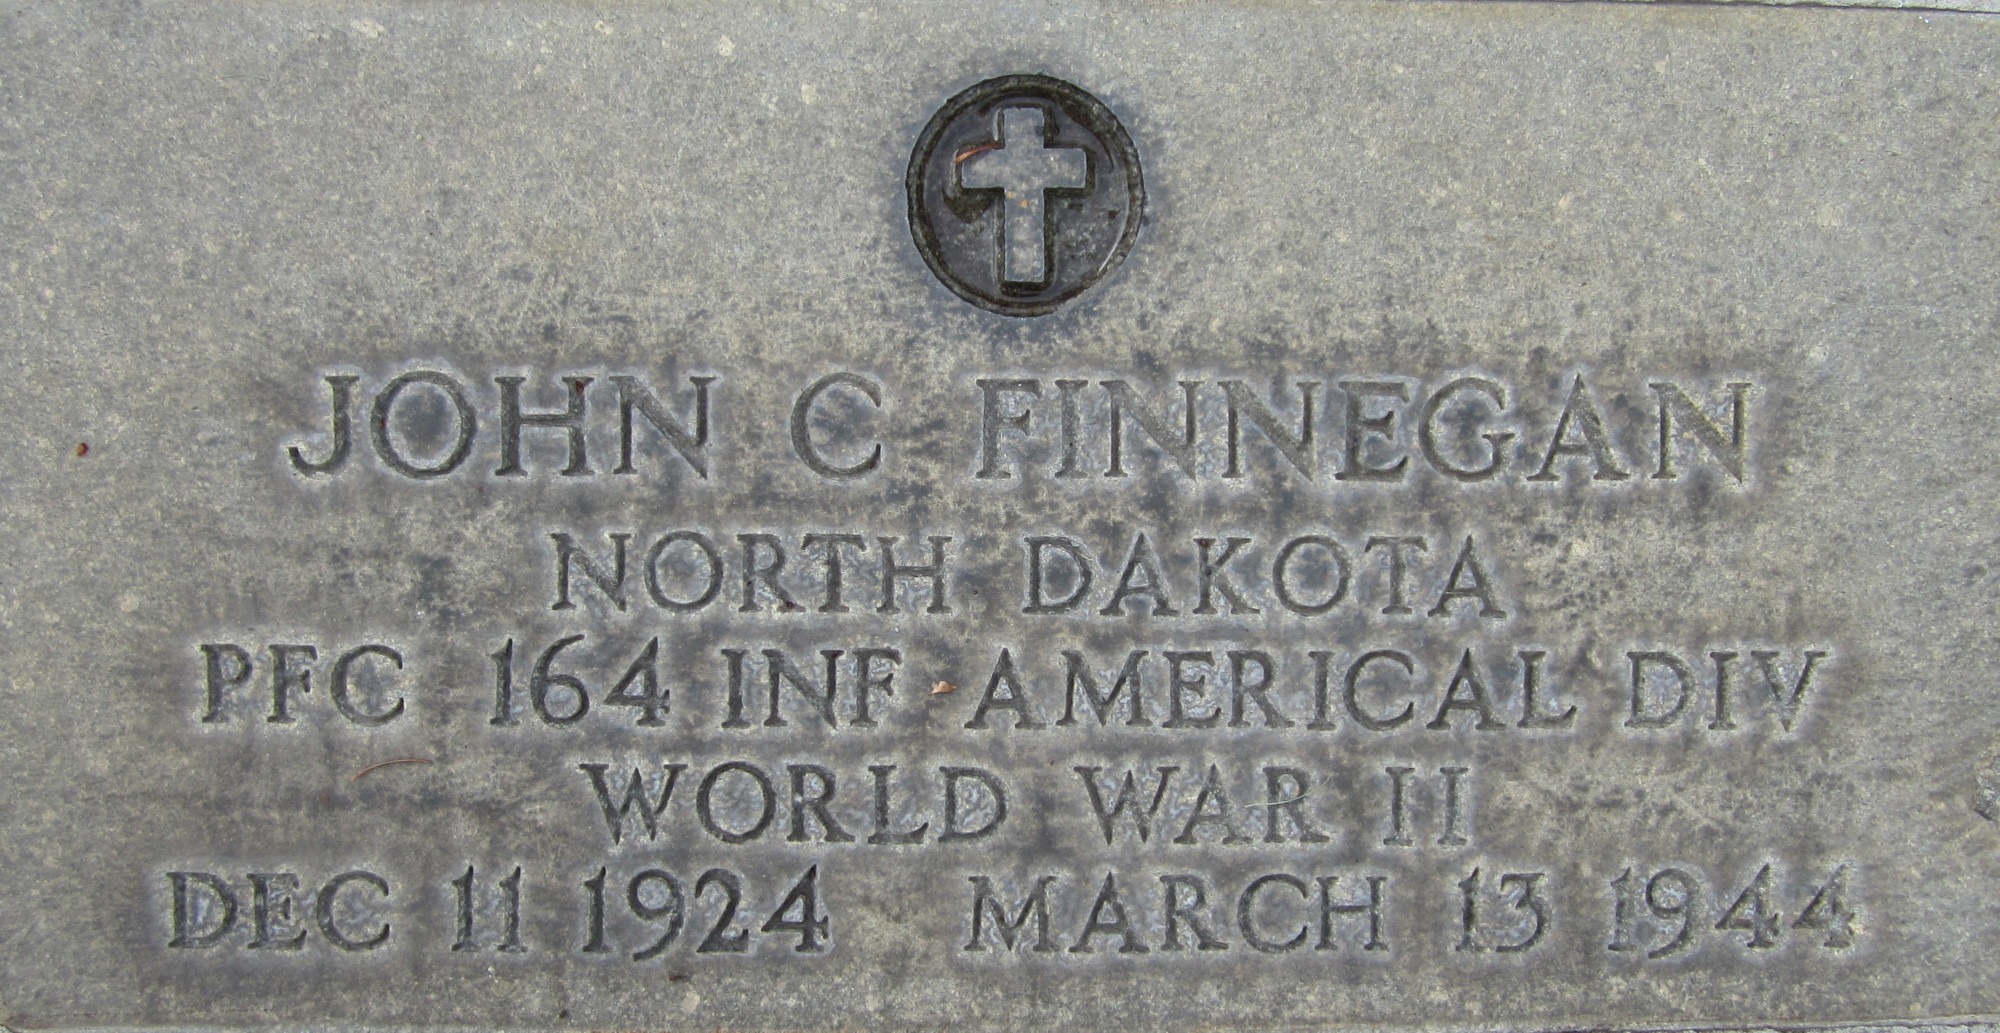 JOHN C FINNEGAN
NORTH DAKOTA
PFC 164 INF AMERICAL DIV
WORLD WAR II
DEC 11 1924 MARCH 13 1944